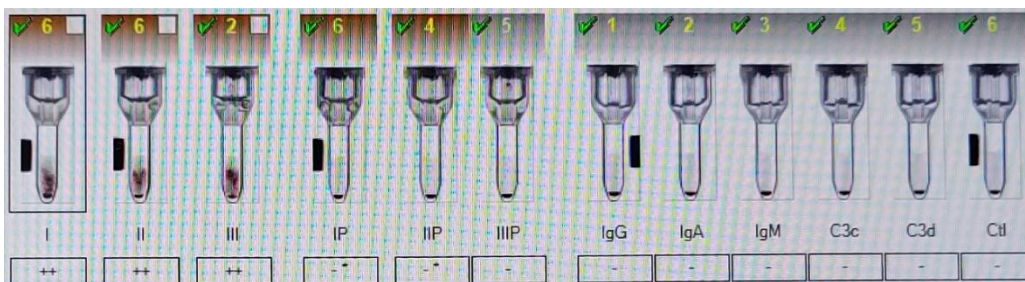 6 6 2 6 4 5 1 2 3 4 5 6
I II III IP IIP IIIP IgG IgA IgM C3c C3d Ctl
++ ++ ++ -* -* - - - - - - -